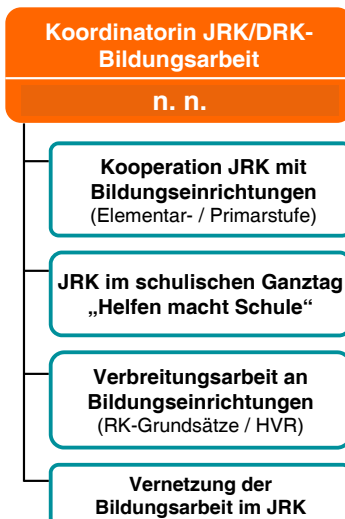 Koordinatorin JRK/DRK-
Bildungsarbeit
n. n.
Kooperation JRK mit
Bildungseinrichtungen
(Elementar- / Primarstufe)
JRK im schulischen Ganztag
„Helfen macht Schule“
Verbreitungsarbeit an
Bildungseinrichtungen
(RK-Grundsätze / HVR)
Vernetzung der
Bildungsarbeit im JRK